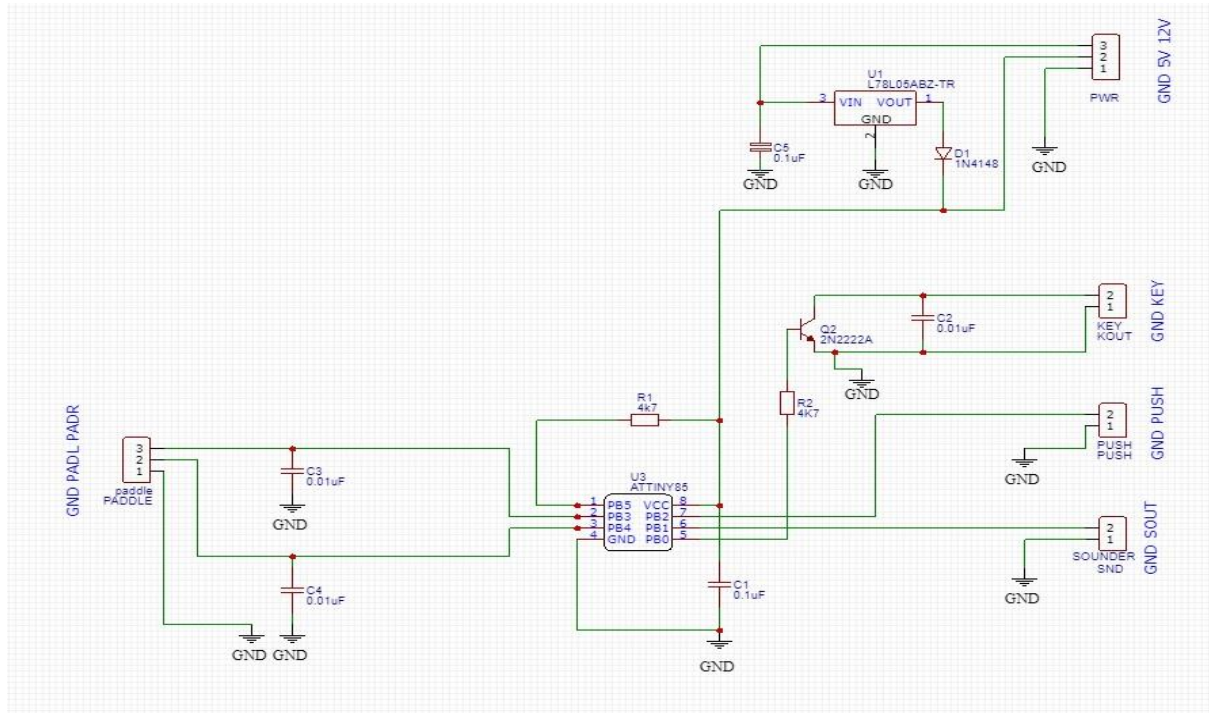 GND 5V 12V
3
2
1
PWR
U1
L78L05ABZ-TR
3 VIN VOUT 1
GND
2
C5
0.1uF
GND
GND
D1
1N4148
GND
GND KEY
2
1
KEY
KOUT
C2
0.01uF
Q2
2N2222A
GND
R2
4K7
R1
4k7
GND PUSH
2
1
PUSH
PUSH
GND
GND PADL PADR
3
2
1
paddle
PADDLE
C3
0.01uF
GND
U3
ATTINY85
1 PB5 VCC 8
2 PB3 PB2 7
3 PB4 PB1 6
4 GND PB0 5
GND SOUT
2
1
SOUNDER
SND
GND
C4
0.01uF
GND
GND
C1
0.1uF
GND